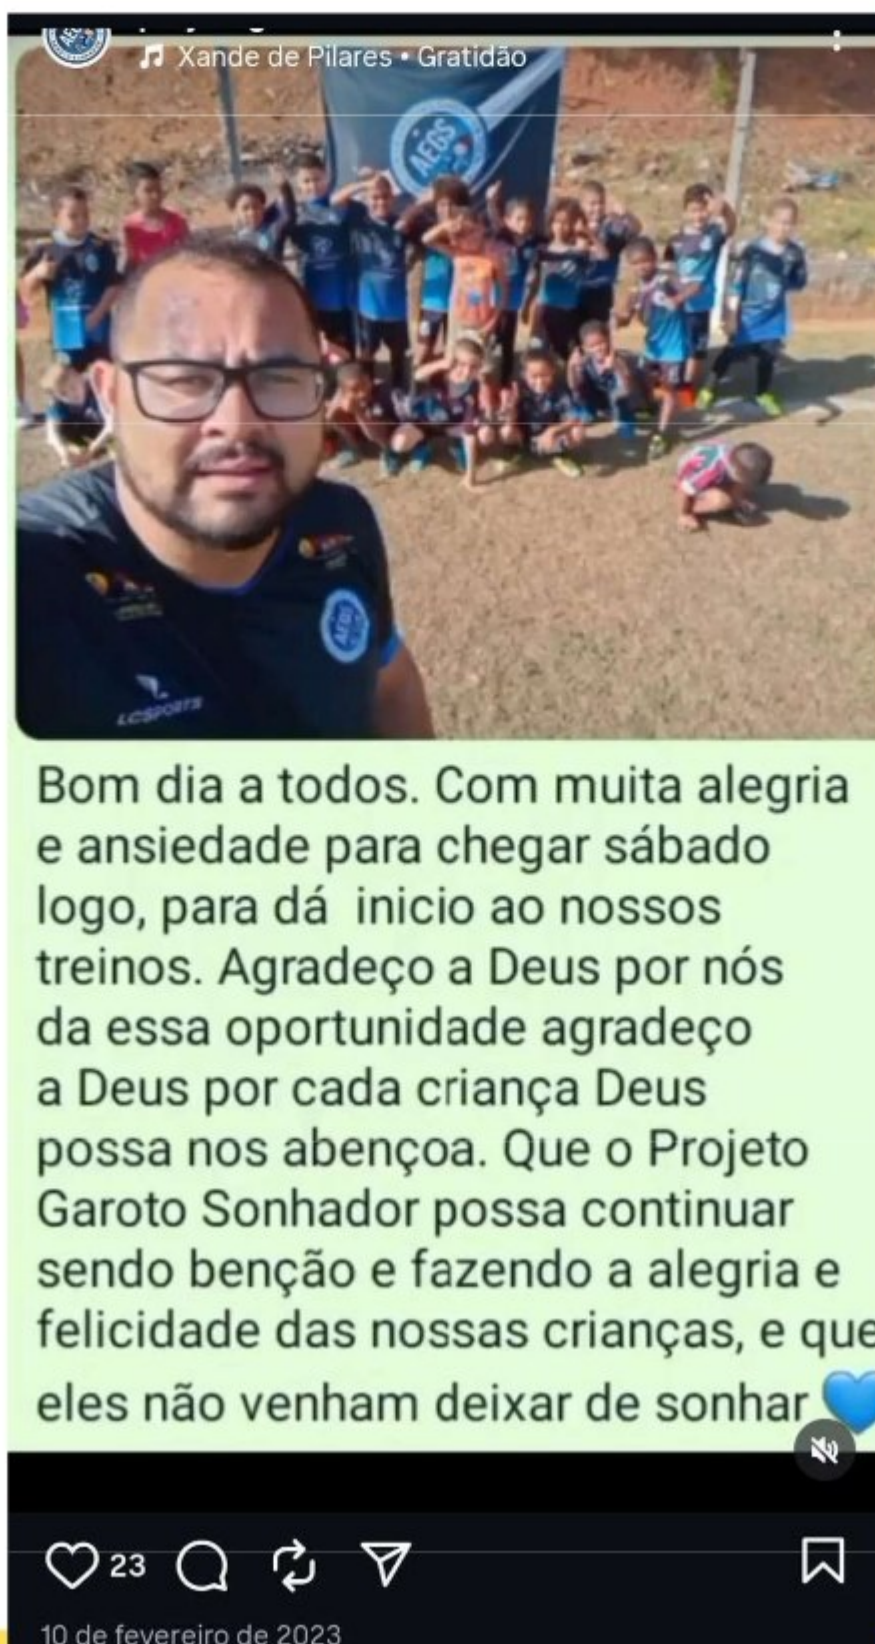 Xande de Pilares • Gratidão
AEGS
AEGS
LCSPORTS
Bom dia a todos. Com muita alegria
e ansiedade para chegar sábado
logo, para dá  inicio ao nossos
treinos. Agradeço a Deus por nós
da essa oportunidade agradeço
a Deus por cada criança Deus
possa nos abençoa. Que o Projeto
Garoto Sonhador possa continuar
sendo benção e fazendo a alegria e
felicidade das nossas crianças, e que
eles não venham deixar de sonhar 💙
23
10 de fevereiro de 2023